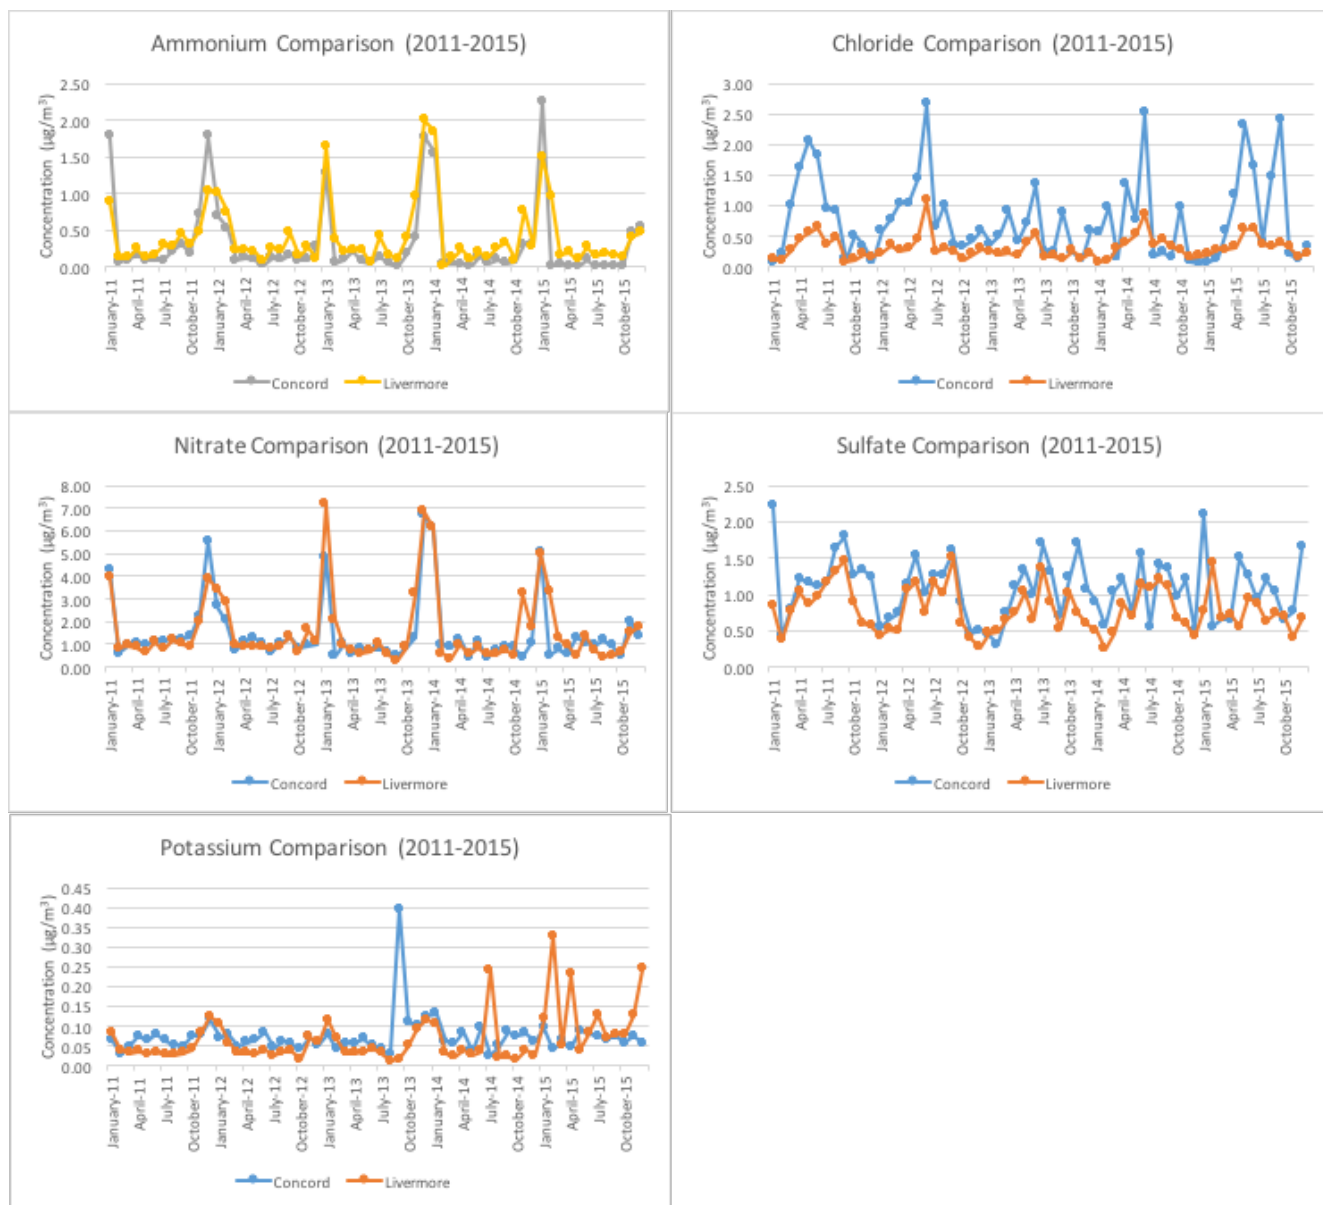 Ammonium Comparison (2011-2015)
Concentration (µg/m³)
2.50
2.00
1.50
1.00
0.50
0.00
January-11
April-11
July-11
October-11
January-12
April-12
July-12
October-12
January-13
April-13
July-13
October-13
January-14
April-14
July-14
October-14
January-15
April-15
July-15
October-15
Concord Livermore
Chloride Comparison (2011-2015)
Concentration (µg/m³)
3.00
2.50
2.00
1.50
1.00
0.50
0.00
January-11
April-11
July-11
October-11
January-12
April-12
July-12
October-12
January-13
April-13
July-13
October-13
January-14
April-14
July-14
October-14
January-15
April-15
July-15
October-15
Concord Livermore
Nitrate Comparison (2011-2015)
Concentration (µg/m³)
8.00
7.00
6.00
5.00
4.00
3.00
2.00
1.00
0.00
January-11
April-11
July-11
October-11
January-12
April-12
July-12
October-12
January-13
April-13
July-13
October-13
January-14
April-14
July-14
October-14
January-15
April-15
July-15
October-15
Concord Livermore
Sulfate Comparison (2011-2015)
Concentration (µg/m³)
2.50
2.00
1.50
1.00
0.50
0.00
January-11
April-11
July-11
October-11
January-12
April-12
July-12
October-12
January-13
April-13
July-13
October-13
January-14
April-14
July-14
October-14
January-15
April-15
July-15
October-15
Concord Livermore
Potassium Comparison (2011-2015)
Concentration (µg/m³)
0.45
0.40
0.35
0.30
0.25
0.20
0.15
0.10
0.05
0.00
January-11
April-11
July-11
October-11
January-12
April-12
July-12
October-12
January-13
April-13
July-13
October-13
January-14
April-14
July-14
October-14
January-15
April-15
July-15
October-15
Concord Livermore